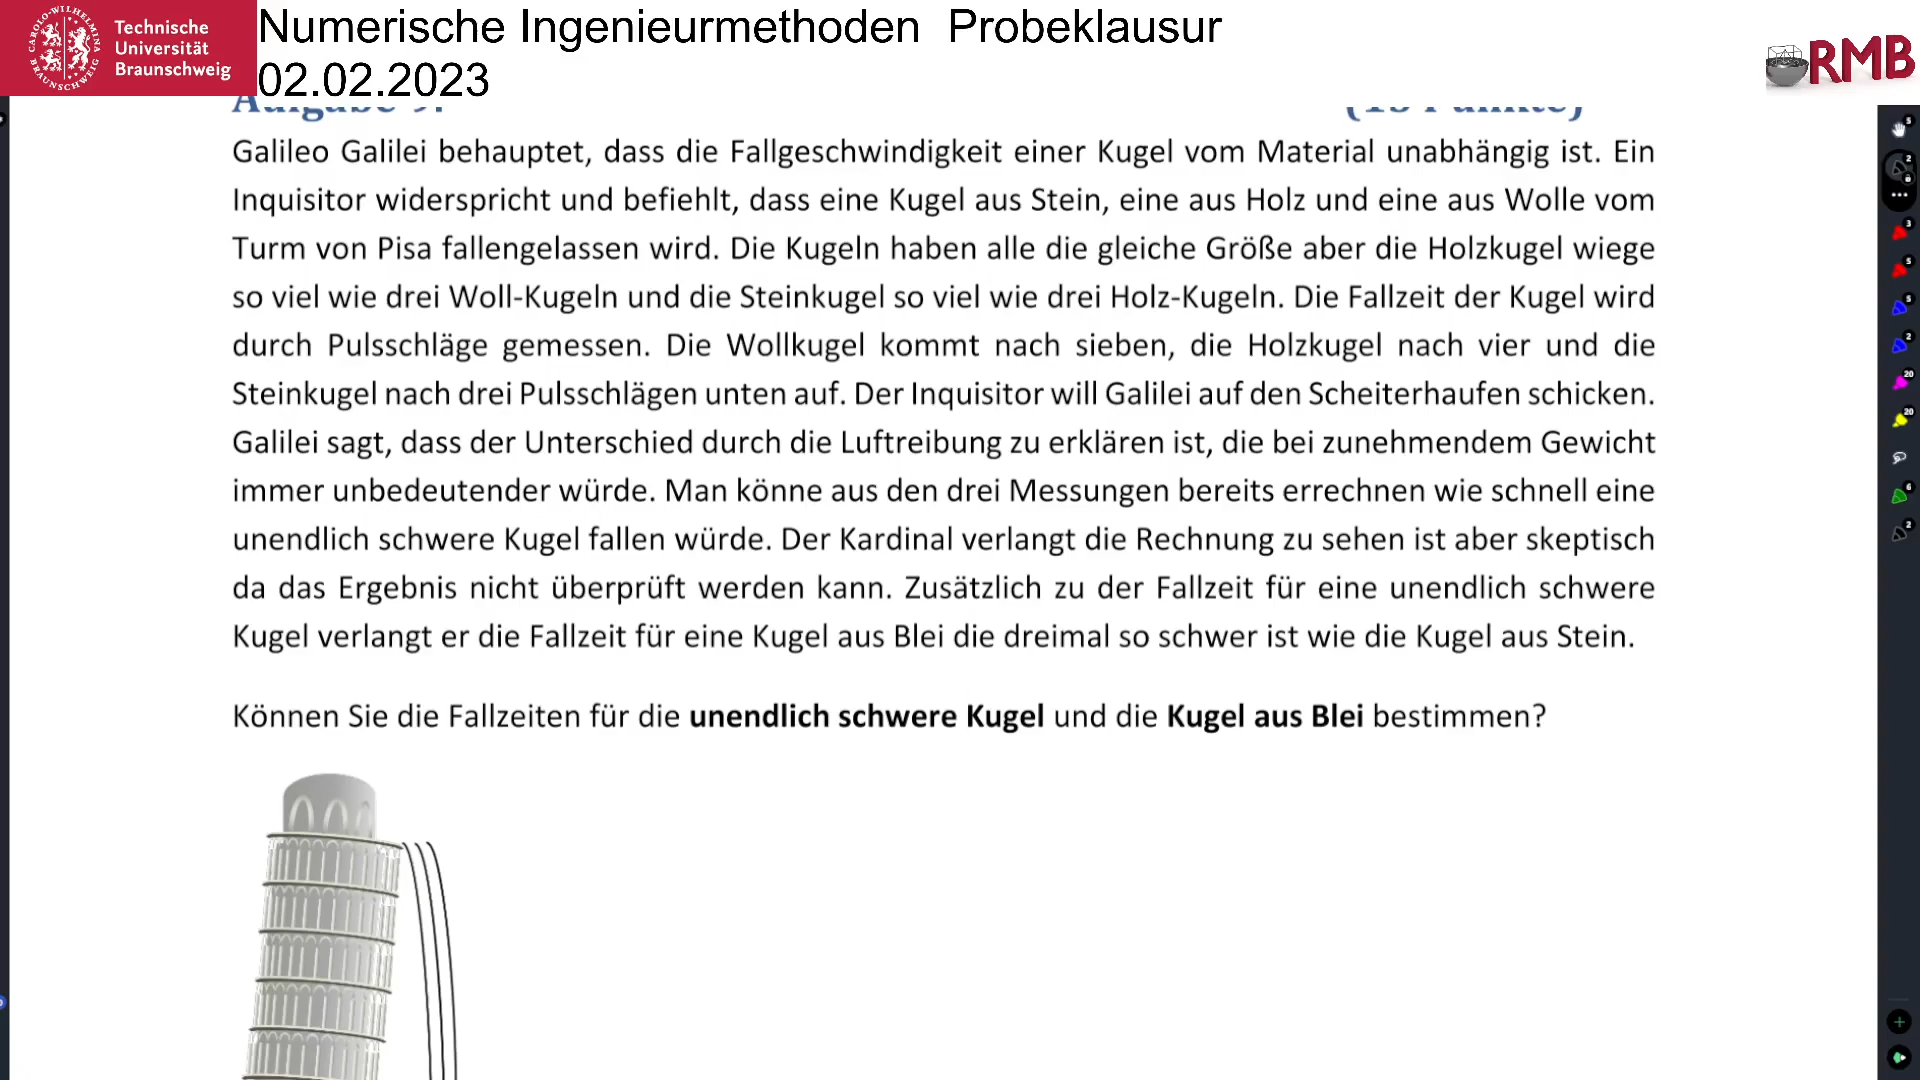 Technische
Universität
Braunschweig
Numerische Ingenieurmethoden Probeklausur
02.02.2023
RMB
Aufgabe 9:
(15 Punkte)
Galileo Galilei behauptet, dass die Fallgeschwindigkeit einer Kugel vom Material unabhängig ist. Ein
Inquisitor widerspricht und befiehlt, dass eine Kugel aus Stein, eine aus Holz und eine aus Wolle vom
Turm von Pisa fallengelassen wird. Die Kugeln haben alle die gleiche Größe aber die Holzkugel wiege
so viel wie drei Woll-Kugeln und die Steinkugel so viel wie drei Holz-Kugeln. Die Fallzeit der Kugel wird
durch Pulsschläge gemessen. Die Wollkugel kommt nach sieben, die Holzkugel nach vier und die
Steinkugel nach drei Pulsschlägen unten auf. Der Inquisitor will Galilei auf den Scheiterhaufen schicken.
Galilei sagt, dass der Unterschied durch die Luftreibung zu erklären ist, die bei zunehmendem Gewicht
immer unbedeutender würde. Man könne aus den drei Messungen bereits errechnen wie schnell eine
unendlich schwere Kugel fallen würde. Der Kardinal verlangt die Rechnung zu sehen ist aber skeptisch
da das Ergebnis nicht überprüft werden kann. Zusätzlich zu der Fallzeit für eine unendlich schwere
Kugel verlangt er die Fallzeit für eine Kugel aus Blei die dreimal so schwer ist wie die Kugel aus Stein.
Können Sie die Fallzeiten für die unendlich schwere Kugel und die Kugel aus Blei bestimmen?